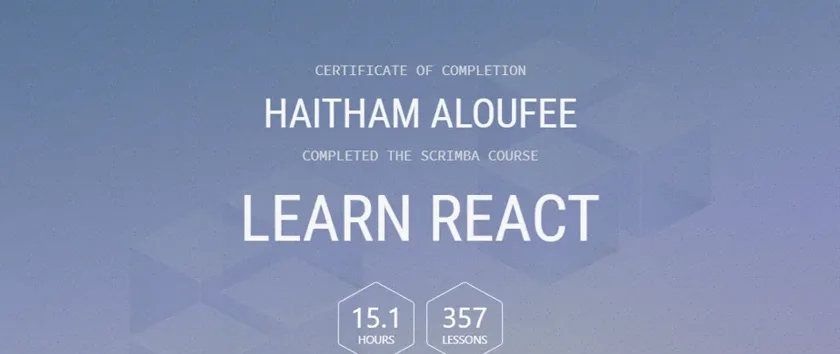 CERTIFICATE OF COMPLETION
HAITHAM ALOUFEE
COMPLETED THE SCRIMBA COURSE
LEARN REACT
15.1 357
HOURS LESSONS